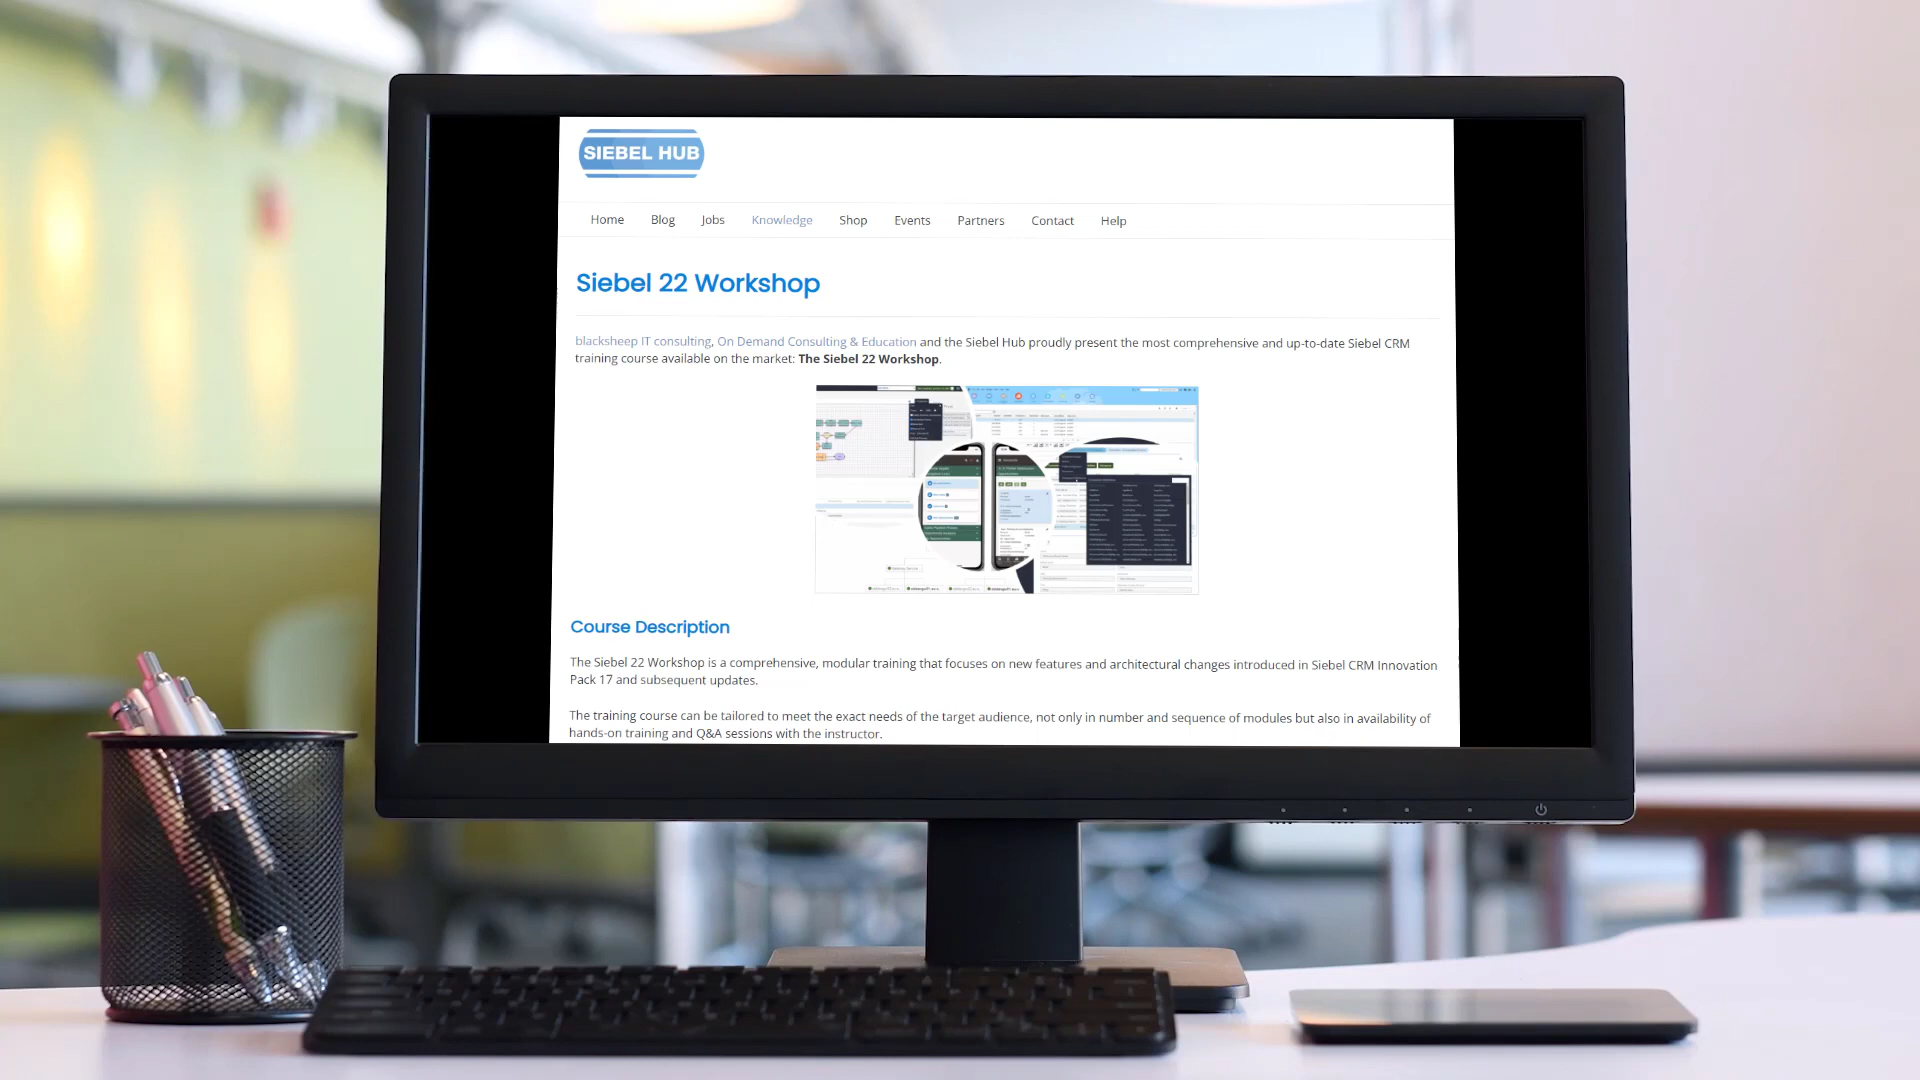 SIEBEL HUB
Home Blog Jobs Knowledge Shop Events Partners Contact Help
Siebel 22 Workshop
blacksheep IT consulting, On Demand Consulting & Education and the Siebel Hub proudly present the most comprehensive and up-to-date Siebel CRM
training course available on the market: The Siebel 22 Workshop.
Course Description
The Siebel 22 Workshop is a comprehensive, modular training that focuses on new features and architectural changes introduced in Siebel CRM Innovation
Pack 17 and subsequent updates.
The training course can be tailored to meet the exact needs of the target audience, not only in number and sequence of modules but also in availability of
hands-on training and Q&A sessions with the instructor.